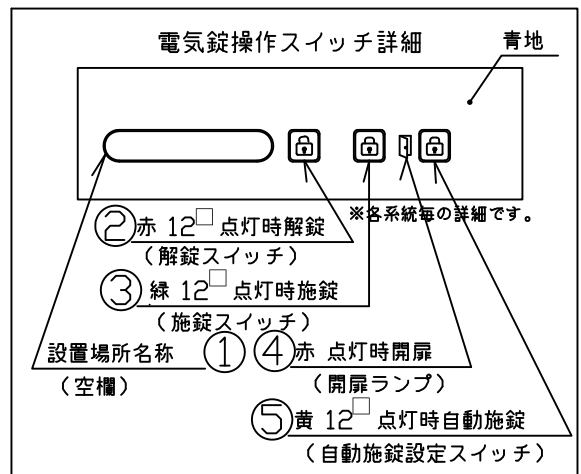 電気錠操作スイッチ詳細
青地
※各系統毎の詳細です。
②赤 12□ 点灯時解錠
(解錠スイッチ)
③緑 12□ 点灯時施錠
(施錠スイッチ)
設置場所名称 ①
(空欄)
④赤 点灯時開扉
(開扉ランプ)
⑤黄 12□ 点灯時自動施錠
(自動施錠設定スイッチ)